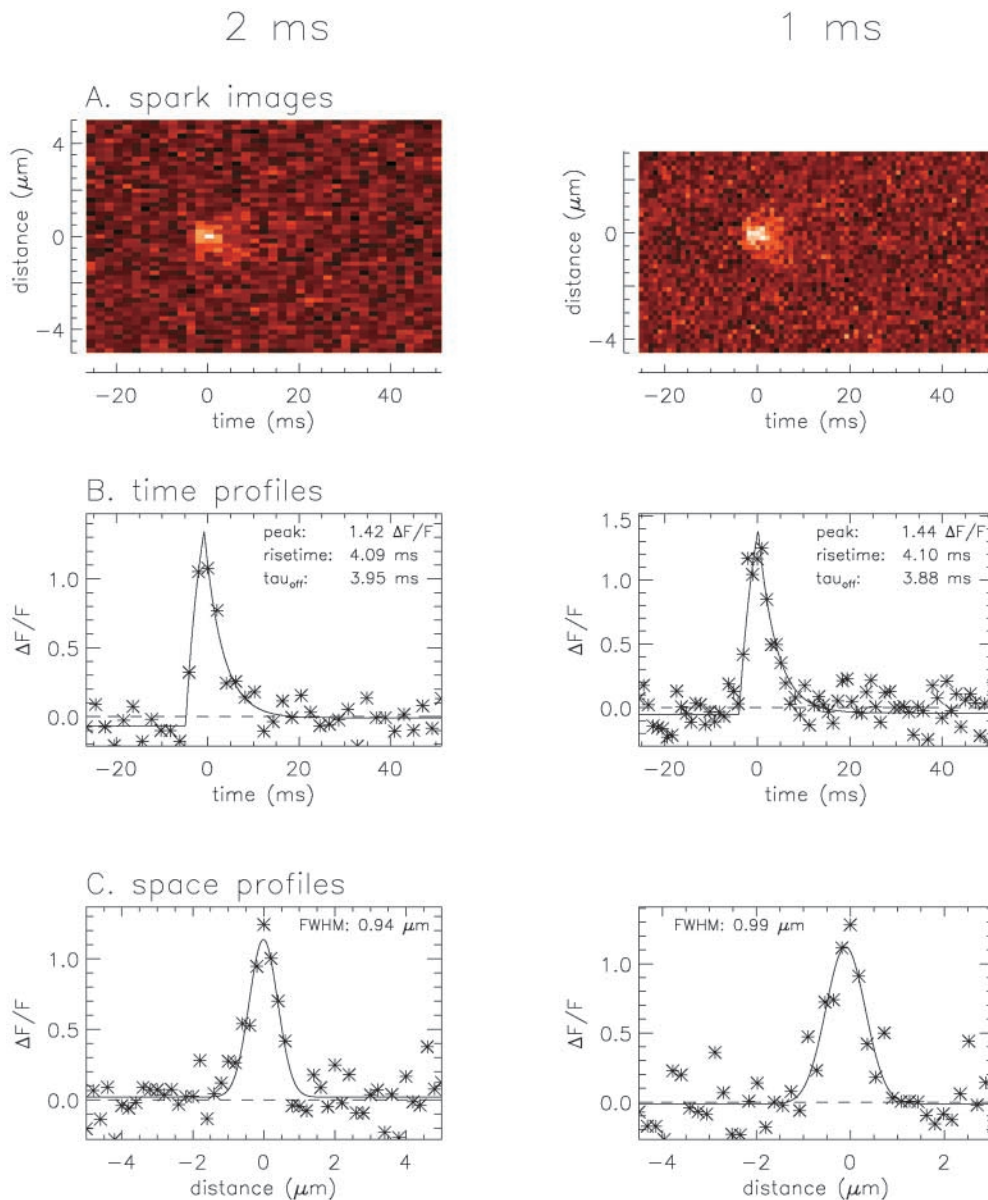 2 ms
1 ms
A. spark images
distance (μm)
4
0
−4
−20 0 20 40
time (ms)
distance (μm)
0
−4
−20 0 20 40
time (ms)
B. time profiles
ΔF/F
1.0
0.5
0.0
peak: 1.42 ΔF/F
risetime: 4.09 ms
tau_off: 3.95 ms
−20 0 20 40
time (ms)
ΔF/F
1.5
1.0
0.5
0.0
peak: 1.44 ΔF/F
risetime: 4.10 ms
tau_off: 3.88 ms
−20 0 20 40
time (ms)
C. space profiles
ΔF/F
1.0
0.5
0.0
FWHM: 0.94 μm
−4 −2 0 2 4
distance (μm)
ΔF/F
1.0
0.5
0.0
FWHM: 0.99 μm
−4 −2 0 2
distance (μm)